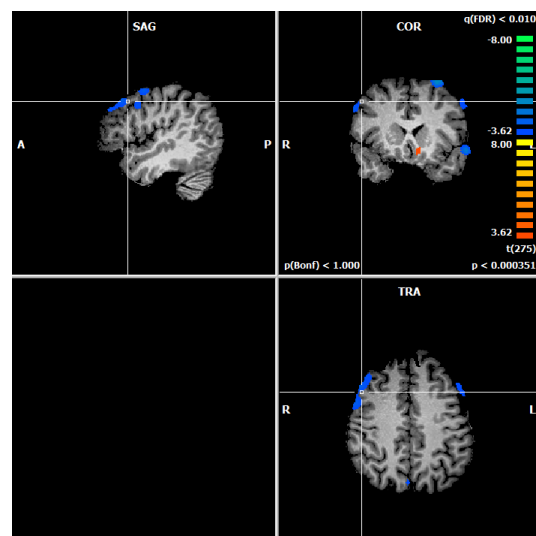 SAG
A
P
COR
q(FDR) < 0.010
-8.00
-3.62
8.00
3.62
t(275)
p < 0.000351
p(Bonf) < 1.000
R
TRA
R
L